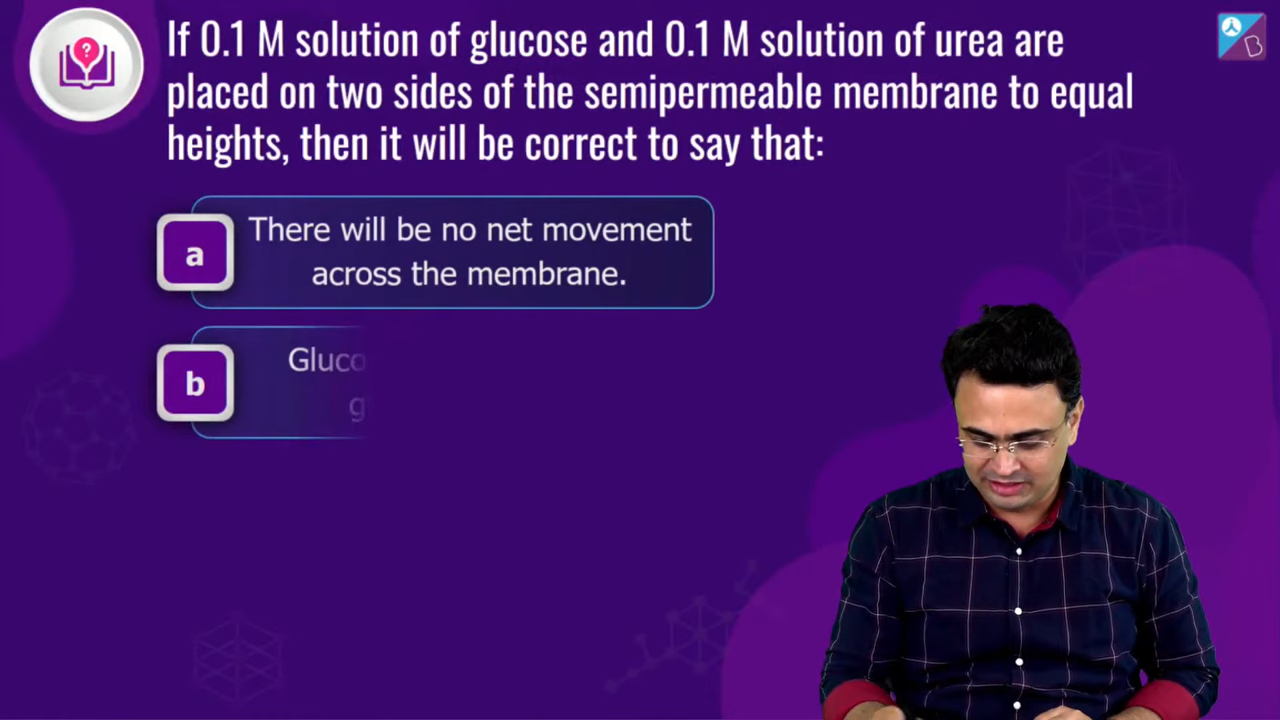 If 0.1 M solution of glucose and 0.1 M solution of urea are
placed on two sides of the semipermeable membrane to equal
heights, then it will be correct to say that:
a
There will be no net movement
across the membrane.
b